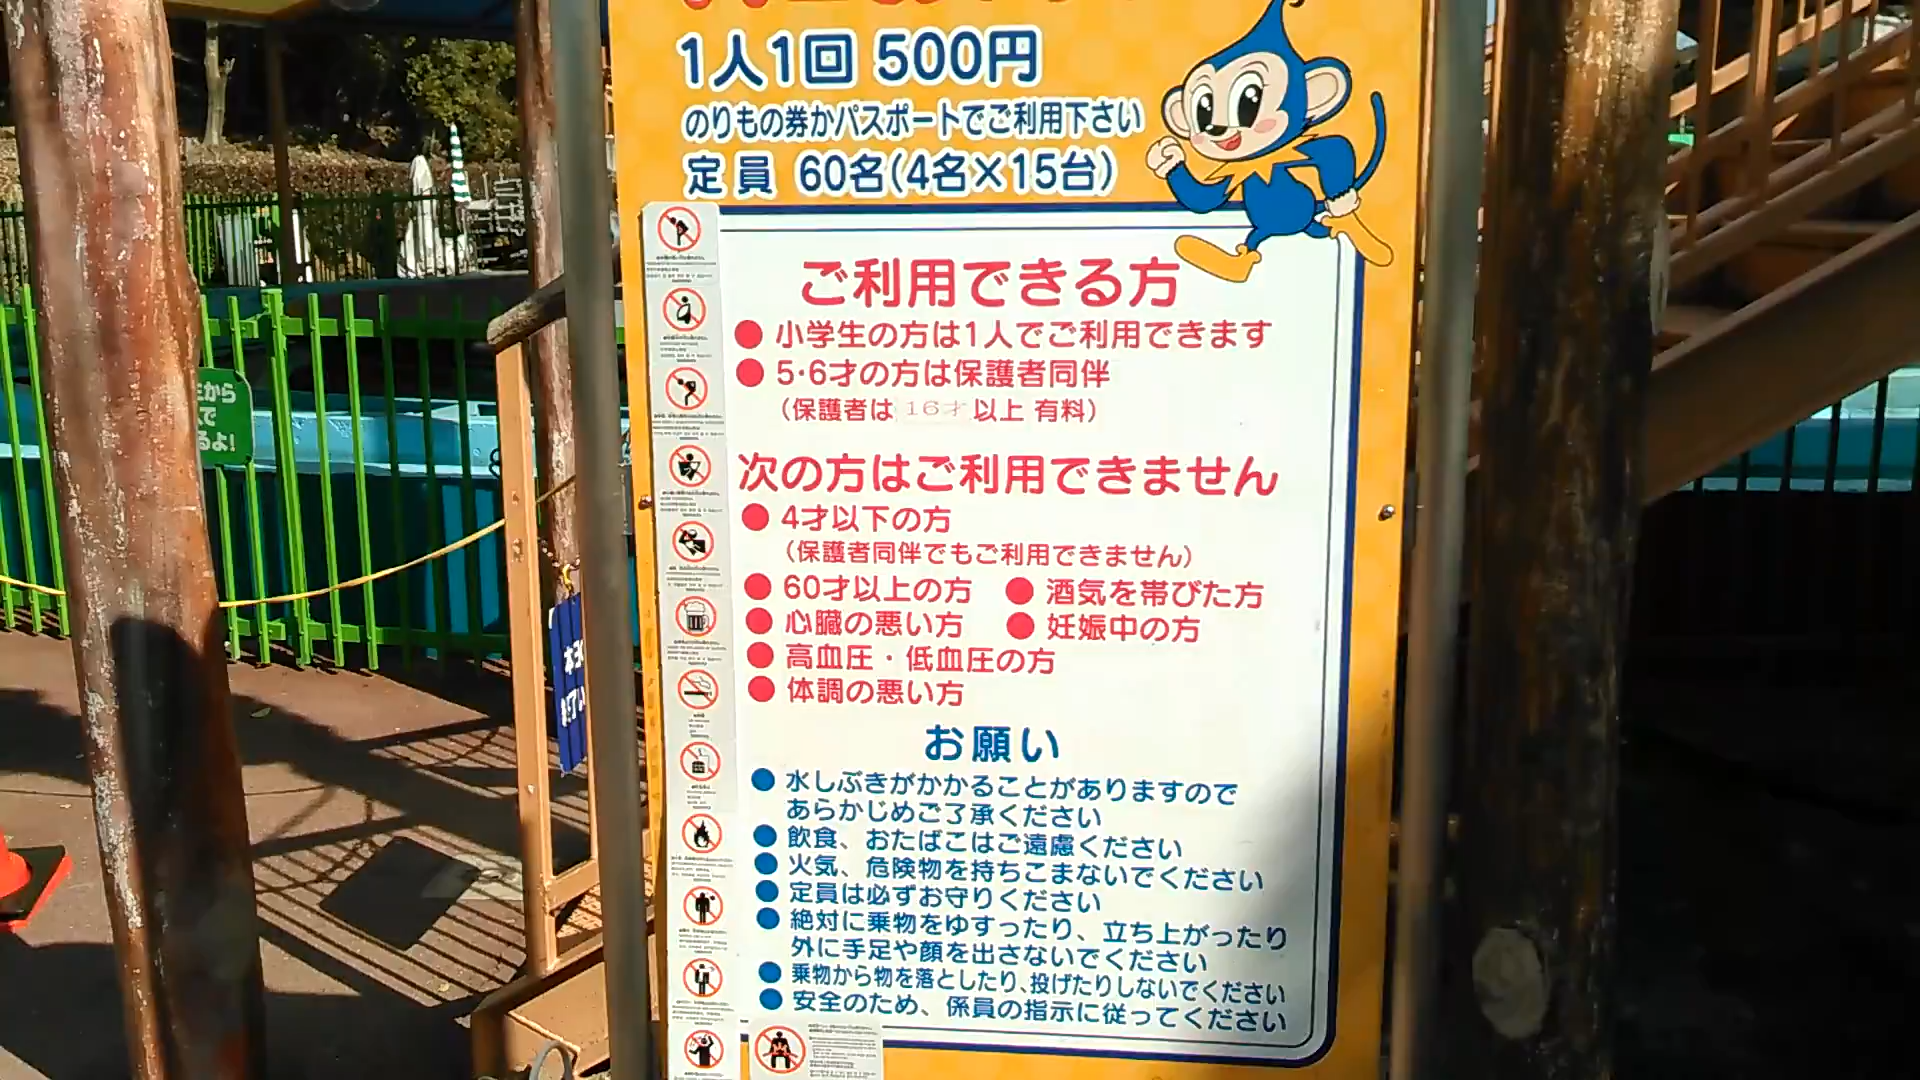 1人1回 500円
のりもの券かパスポートでご利用下さい
定員 60名(4名×15台)
ご利用できる方
● 小学生の方は1人でご利用できます
● 5・6才の方は保護者同伴
(保護者は 16才 以上 有料)
次の方はご利用できません
● 4才以下の方
(保護者同伴でもご利用できません)
● 60才以上の方 ● 酒気を帯びた方
● 心臓の悪い方 ● 妊娠中の方
● 高血圧・低血圧の方
● 体調の悪い方
お願い
● 水しぶきがかかることがありますので
あらかじめご了承ください
● 飲食、おたばこはご遠慮ください
● 火気、危険物を持ちこまないでください
● 定員は必ずお守りください
● 絶対に乗物をゆすったり、立ち上がったり
外に手足や顔を出さないでください
● 乗物から物を落としたり、投げたりしないでください
● 安全のため、係員の指示に従ってください
から
で
るよ!